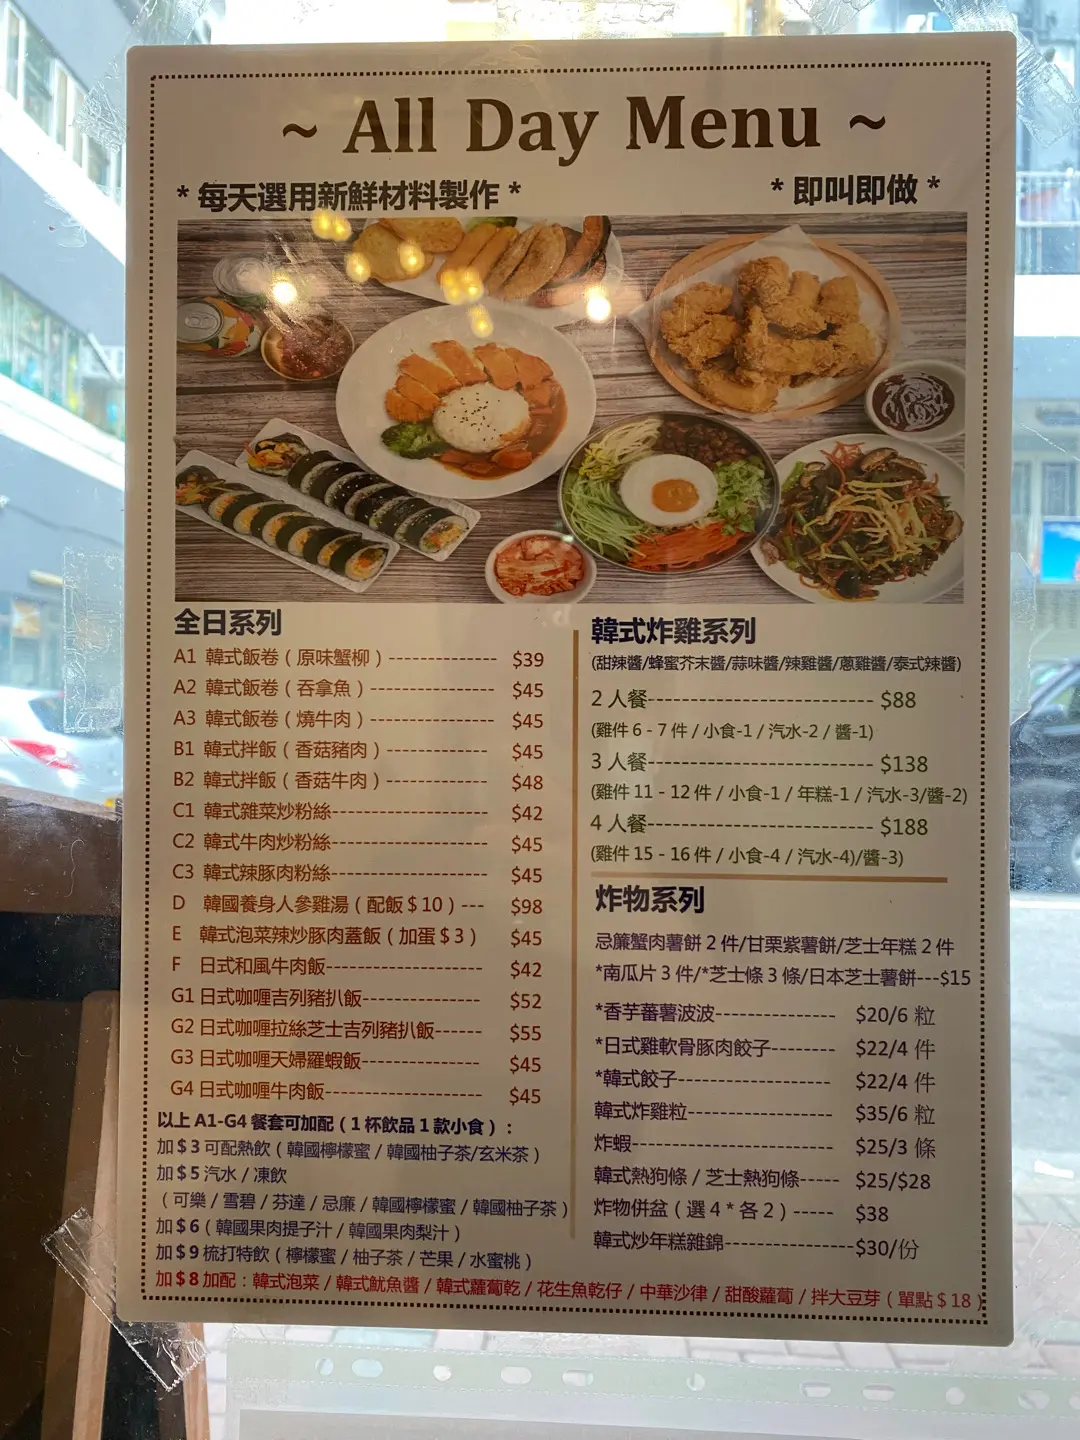 ~ All Day Menu ~
* 每天選用新鮮材料製作 *
* 即叫即做 *
全日系列
A1 韓式飯卷（原味蟹柳）-------------- $39
A2 韓式飯卷（吞拿魚）---------------- $45
A3 韓式飯卷（燒牛肉）---------------- $45
B1 韓式拌飯（香菇豬肉）-------------- $45
B2 韓式拌飯（香菇牛肉）-------------- $48
C1 韓式雜菜炒粉絲-------------------- $42
C2 韓式牛肉炒粉絲-------------------- $45
C3 韓式辣豚肉粉絲-------------------- $45
D 韓國養身人參雞湯（配飯＄10）--- $98
E 韓式泡菜辣炒豚肉蓋飯（加蛋＄3） $45
F 日式和風牛肉飯-------------------- $42
G1 日式咖喱吉列豬扒飯--------------- $52
G2 日式咖喱拉絲芝士吉列豬扒飯------ $55
G3 日式咖喱天婦羅蝦飯--------------- $45
G4 日式咖喱牛肉飯-------------------- $45
以上 A1-G4 餐套可加配（1 杯飲品 1 款小食）：
加＄3 可配熱飲（韓國檸檬蜜 / 韓國柚子茶/玄米茶）
加＄5 汽水 / 凍飲
（可樂 / 雪碧 / 芬達 / 忌廉 / 韓國檸檬蜜 / 韓國柚子茶）
加＄6（韓國果肉提子汁 / 韓國果肉梨汁）
加＄9 梳打特飲（檸檬蜜 / 柚子茶 / 芒果 / 水蜜桃）
加＄8 加配：韓式泡菜 / 韓式魷魚醬 / 韓式蘿蔔乾 / 花生魚乾仔 / 中華沙律 / 甜酸蘿蔔 / 拌大豆芽（單點＄18）
韓式炸雞系列
(甜辣醬/蜂蜜芥末醬/蒜味醬/辣雞醬/蔥雞醬/泰式辣醬)
2 人餐---------------------------- $88
(雞件 6 - 7 件 / 小食-1 / 汽水-2 / 醬-1)
3 人餐---------------------------- $138
(雞件 11 - 12 件 / 小食-1 / 年糕-1 / 汽水-3/醬-2)
4 人餐---------------------------- $188
(雞件 15 - 16 件 / 小食-4 / 汽水-4)/醬-3)
炸物系列
忌簾蟹肉薯餅 2 件/甘栗紫薯餅/芝士年糕 2 件
*南瓜片 3 件/*芝士條 3 條/日本芝士薯餅---$15
*香芋蕃薯波波---------------- $20/6 粒
*日式雞軟骨豚肉餃子--------- $22/4 件
*韓式餃子-------------------- $22/4 件
韓式炸雞粒------------------- $35/6 粒
炸蝦-------------------------- $25/3 條
韓式熱狗條 / 芝士熱狗條----- $25/$28
炸物併盆（選 4 * 各 2）----- $38
韓式炒年糕雜錦----------------$30/份